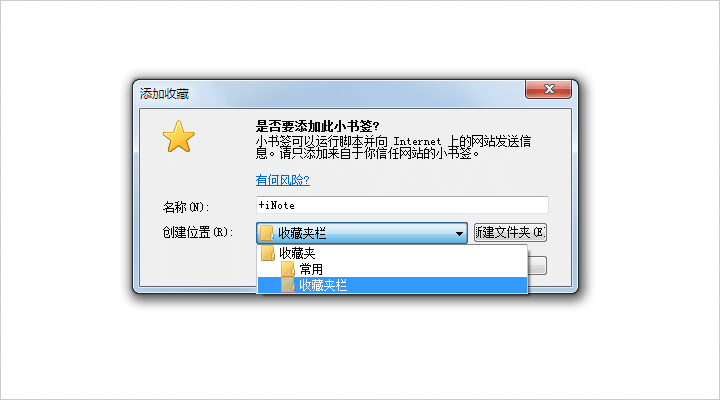 添加收藏
是否要添加此小书签?
小书签可以运行脚本并向 Internet 上的网站发送信
息。请只添加来自于你信任网站的小书签。
有何风险?
名称(N):
+iNote
创建位置(R):
收藏夹栏
新建文件夹(E
收藏夹
常用
收藏夹栏